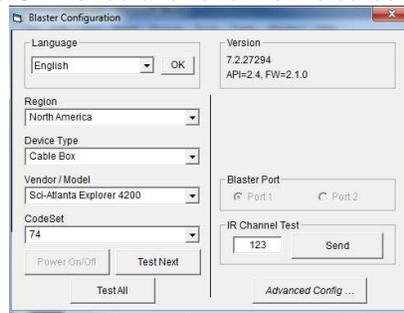 Blaster Configuration
Language
English
OK
Version
7.2.27294
API=2.4, FW=2.1.0
Region
North America
Device Type
Cable Box
Vendor / Model
Sci-Atlanta Explorer 4200
CodeSet
74
Power On/Off
Test Next
Test All
Blaster Port
Port 1
Port 2
IR Channel Test
123
Send
Advanced Config ...